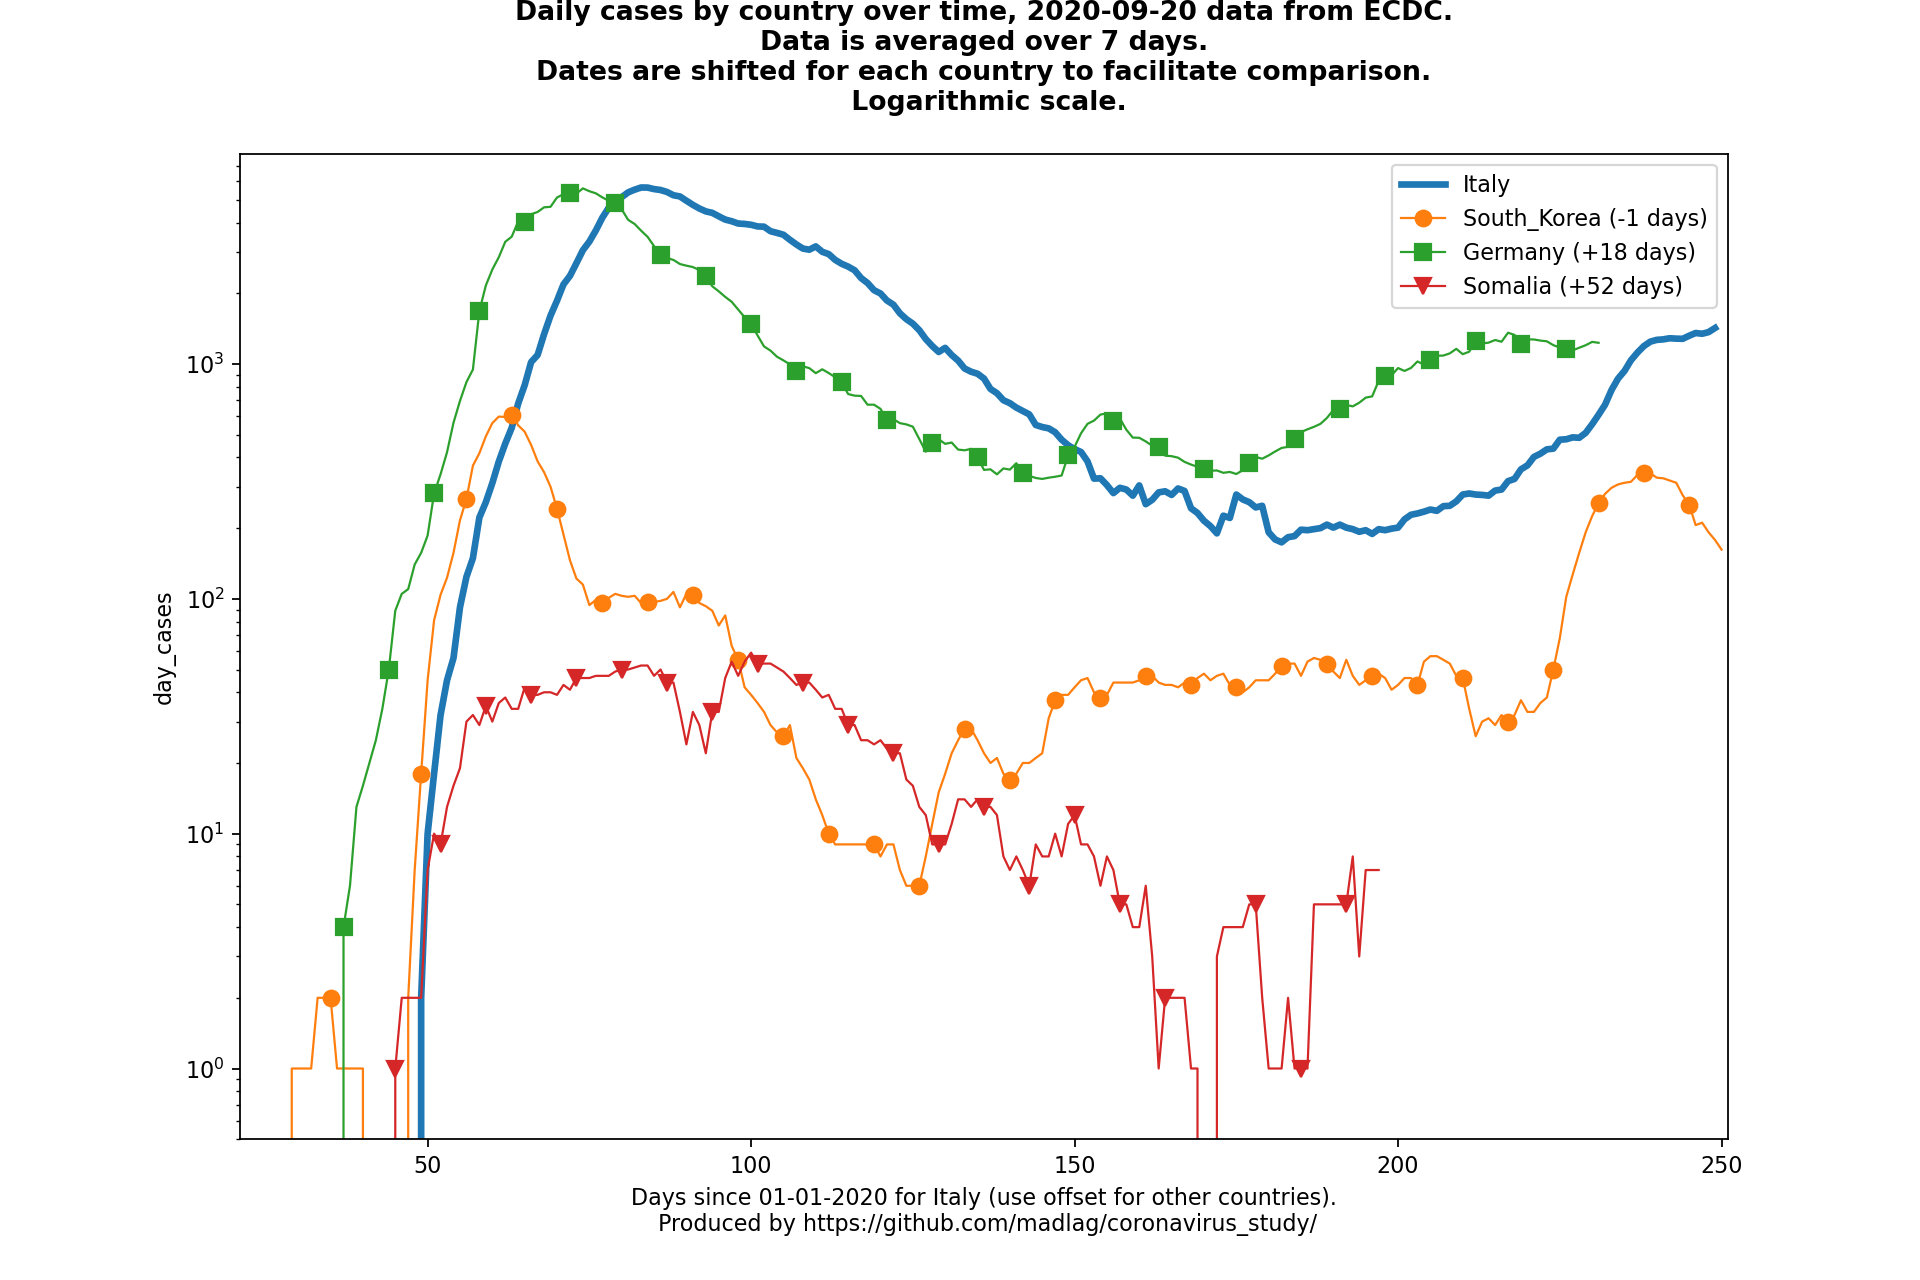 Daily cases by country over time, 2020-09-20 data from ECDC.
Data is averaged over 7 days.
Dates are shifted for each country to facilitate comparison.
Logarithmic scale.
Italy
South_Korea (-1 days)
Germany (+18 days)
Somalia (+52 days)
day_cases
10³
10²
10¹
10⁰
50
100
150
200
250
Days since 01-01-2020 for Italy (use offset for other countries).
Produced by https://github.com/madlag/coronavirus_study/